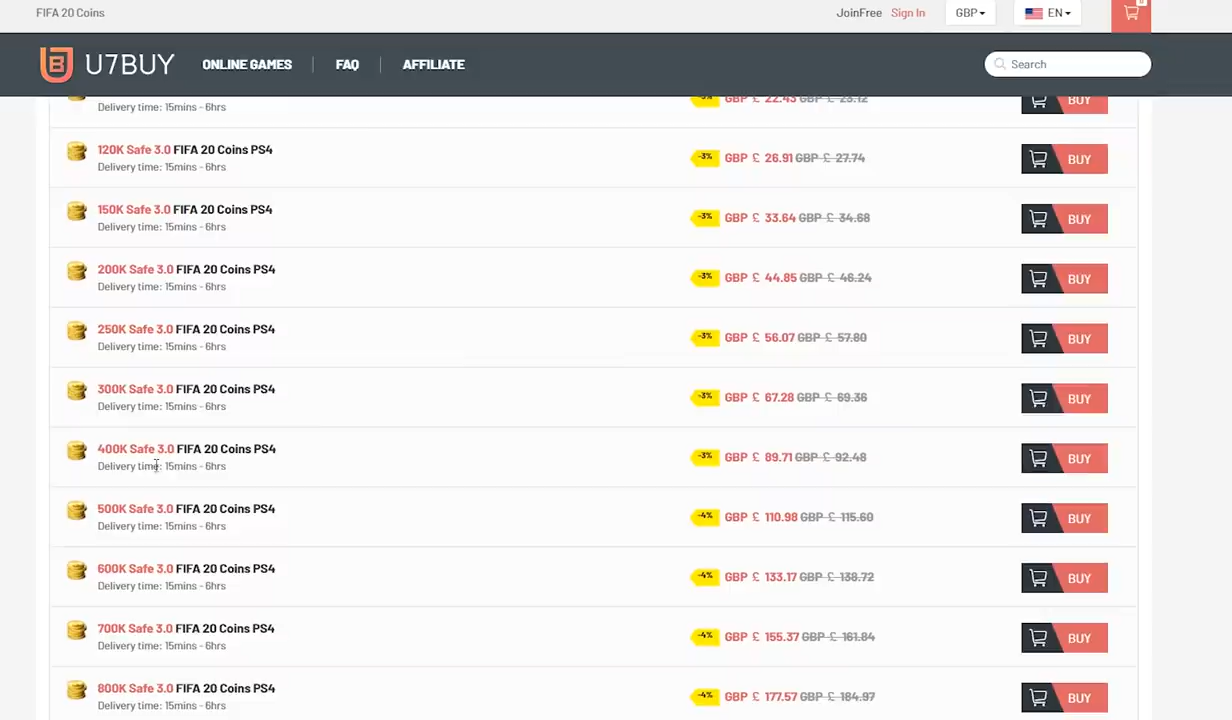 FIFA 20 Coins JoinFree Sign In GBP EN 0
U7BUY ONLINE GAMES FAQ AFFILIATE Search
Delivery time: 15mins - 6hrs -3% GBP £ 22.43 GBP £ 23.12 BUY
120K Safe 3.0 FIFA 20 Coins PS4
Delivery time: 15mins - 6hrs
-3% GBP £ 26.91 GBP £ 27.74 BUY
150K Safe 3.0 FIFA 20 Coins PS4
Delivery time: 15mins - 6hrs
-3% GBP £ 33.64 GBP £ 34.68 BUY
200K Safe 3.0 FIFA 20 Coins PS4
Delivery time: 15mins - 6hrs
-3% GBP £ 44.85 GBP £ 46.24 BUY
250K Safe 3.0 FIFA 20 Coins PS4
Delivery time: 15mins - 6hrs
-3% GBP £ 56.07 GBP £ 57.80 BUY
300K Safe 3.0 FIFA 20 Coins PS4
Delivery time: 15mins - 6hrs
-3% GBP £ 67.28 GBP £ 69.36 BUY
400K Safe 3.0 FIFA 20 Coins PS4
Delivery time: 15mins - 6hrs
-3% GBP £ 89.71 GBP £ 92.48 BUY
500K Safe 3.0 FIFA 20 Coins PS4
Delivery time: 15mins - 6hrs
-4% GBP £ 110.98 GBP £ 115.60 BUY
600K Safe 3.0 FIFA 20 Coins PS4
Delivery time: 15mins - 6hrs
-4% GBP £ 133.17 GBP £ 138.72 BUY
700K Safe 3.0 FIFA 20 Coins PS4
Delivery time: 15mins - 6hrs
-4% GBP £ 155.37 GBP £ 161.84 BUY
800K Safe 3.0 FIFA 20 Coins PS4
Delivery time: 15mins - 6hrs
-4% GBP £ 177.57 GBP £ 184.97 BUY